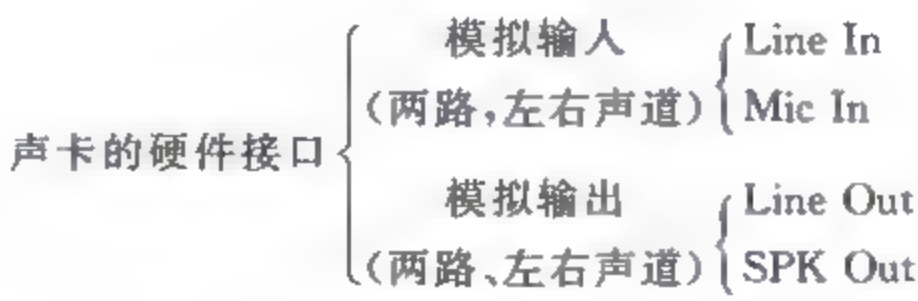 模拟输人
Line In
(两路,左右声道)
Mic In
声卡的硬件接口
模拟输出
Line Out
(两路、左右声道)
SPK Out